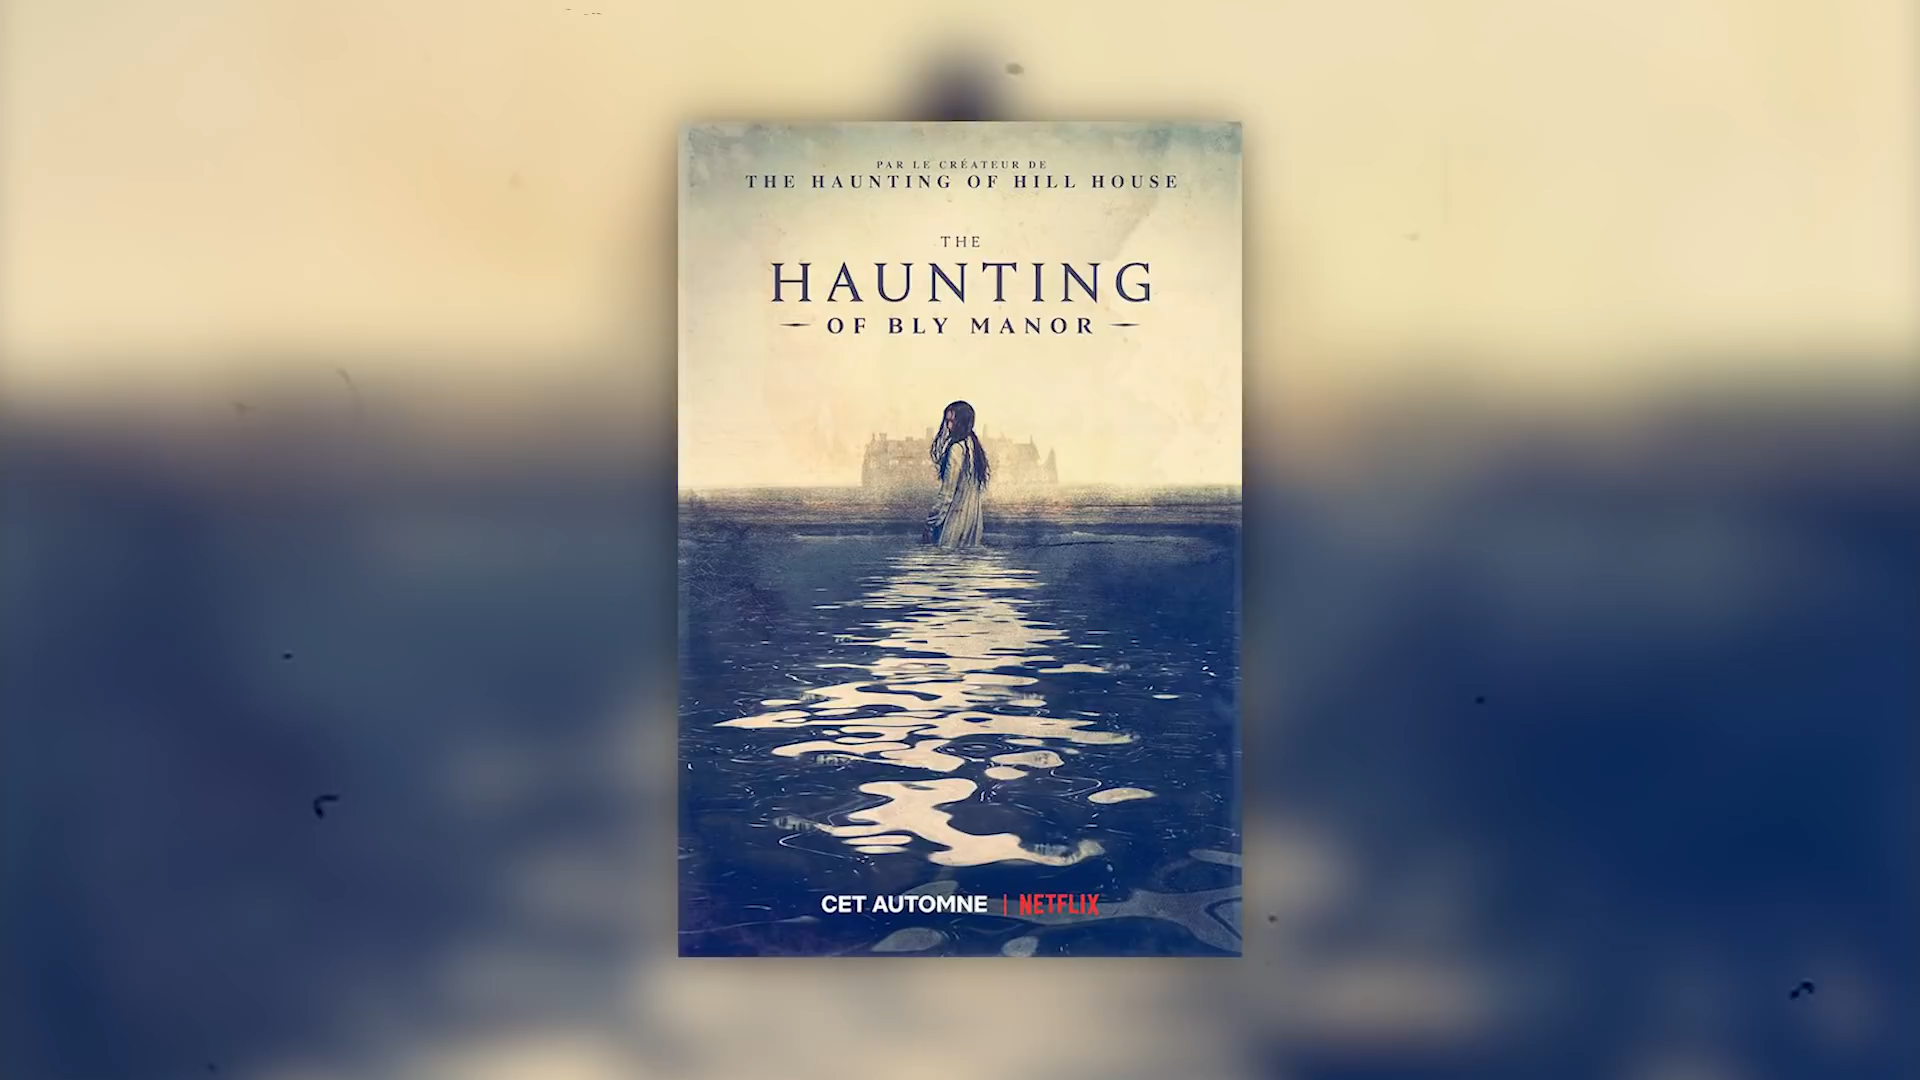 PAR LE CRÉATEUR DE
THE HAUNTING OF HILL HOUSE
THE
HAUNTING
OF BLY MANOR
CET AUTOMNE | NETFLIX